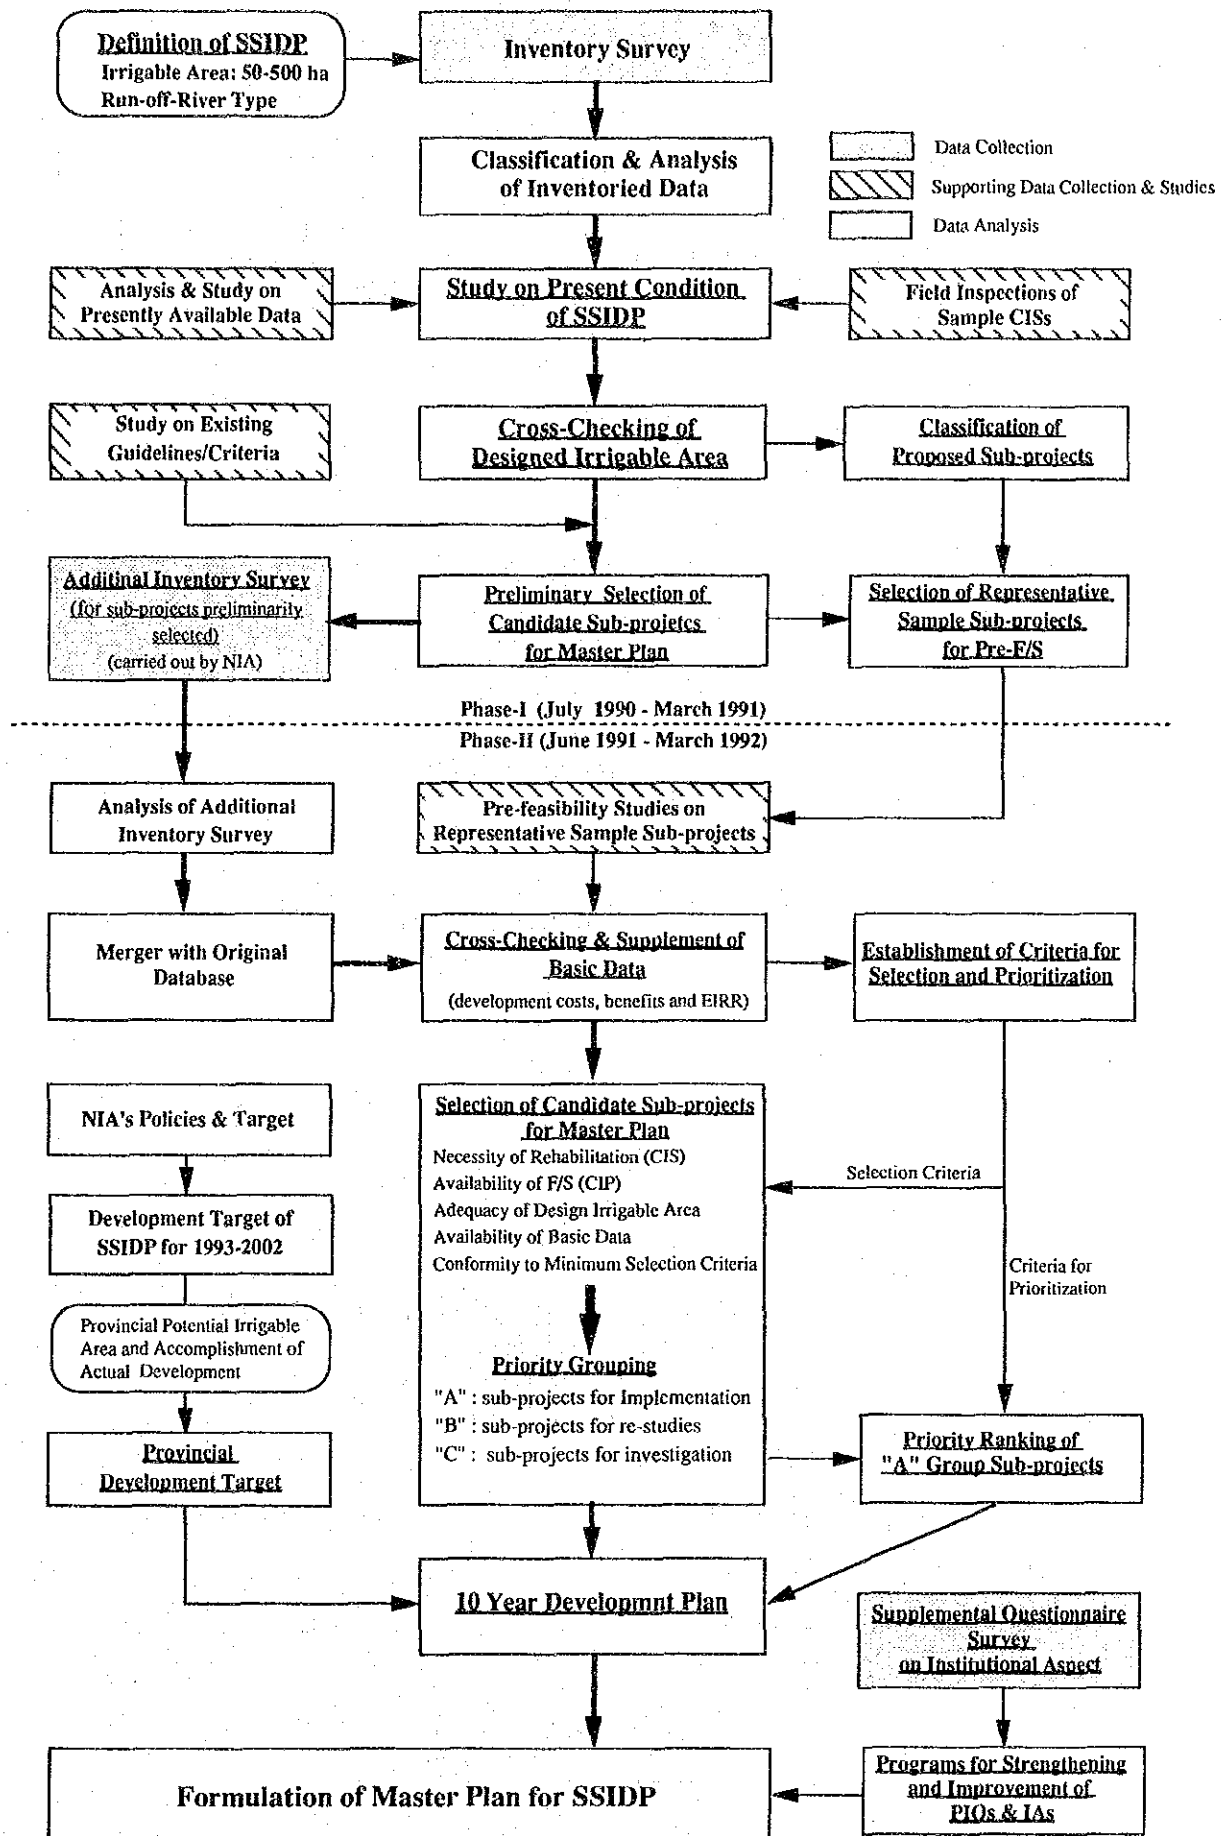 Definition of SSIDP
Irrigable Area: 50-500 ha
Run-off-River Type
Inventory Survey
Classification & Analysis
of Inventoried Data
Data Collection
Supporting Data Collection & Studies
Data Analysis
Analysis & Study on
Presently Available Data
Study on Present Condition
of SSIDP
Field Inspections of
Sample CISs
Study on Existing
Guidelines/Criteria
Cross-Checking of
Designed Irrigable Area
Classification of
Proposed Sub-projects
Additinal Inventory Survey
(for sub-projects preliminarity
selected)
(carried out by NIA)
Preliminary Selection of
Candidate Sub-projetcs
for Master Plan
Selection of Representative
Sample Sub-projects
for Pre-F/S
Phase-I (July 1990 - March 1991)
Phase-II (June 1991 - March 1992)
Analysis of Additional
Inventory Survey
Pre-feasibility Studies on
Representative Sample Sub-projects
Merger with Original
Database
Cross-Checking & Supplement of
Basic Data
(development costs, benefits and EIRR)
Establishment of Criteria for
Selection and Prioritization
NIA's Policies & Target
Development Target of
SSIDP for 1993-2002
Provincial Potential Irrigable
Area and Accomplishment of
Actual Development
Provincial
Development Target
Selection of Candidate Sub-projects
for Master Plan
Necessity of Rehabilitation (CIS)
Availability of F/S (CIP)
Adequacy of Design Irrigable Area
Availability of Basic Data
Conformity to Minimum Selection Criteria
Priority Grouping
"A" : sub-projects for Implementation
"B" : sub-projects for re-studies
"C" : sub-projects for investigation
Selection Criteria
Criteria for
Prioritization
Priority Ranking of
"A" Group Sub-projects
10 Year Developmnt Plan
Supplemental Questionnaire
Survey
on Institutional Aspect
Formulation of Master Plan for SSIDP
Programs for Strengthening
and Improvement of
PIOs & IAs